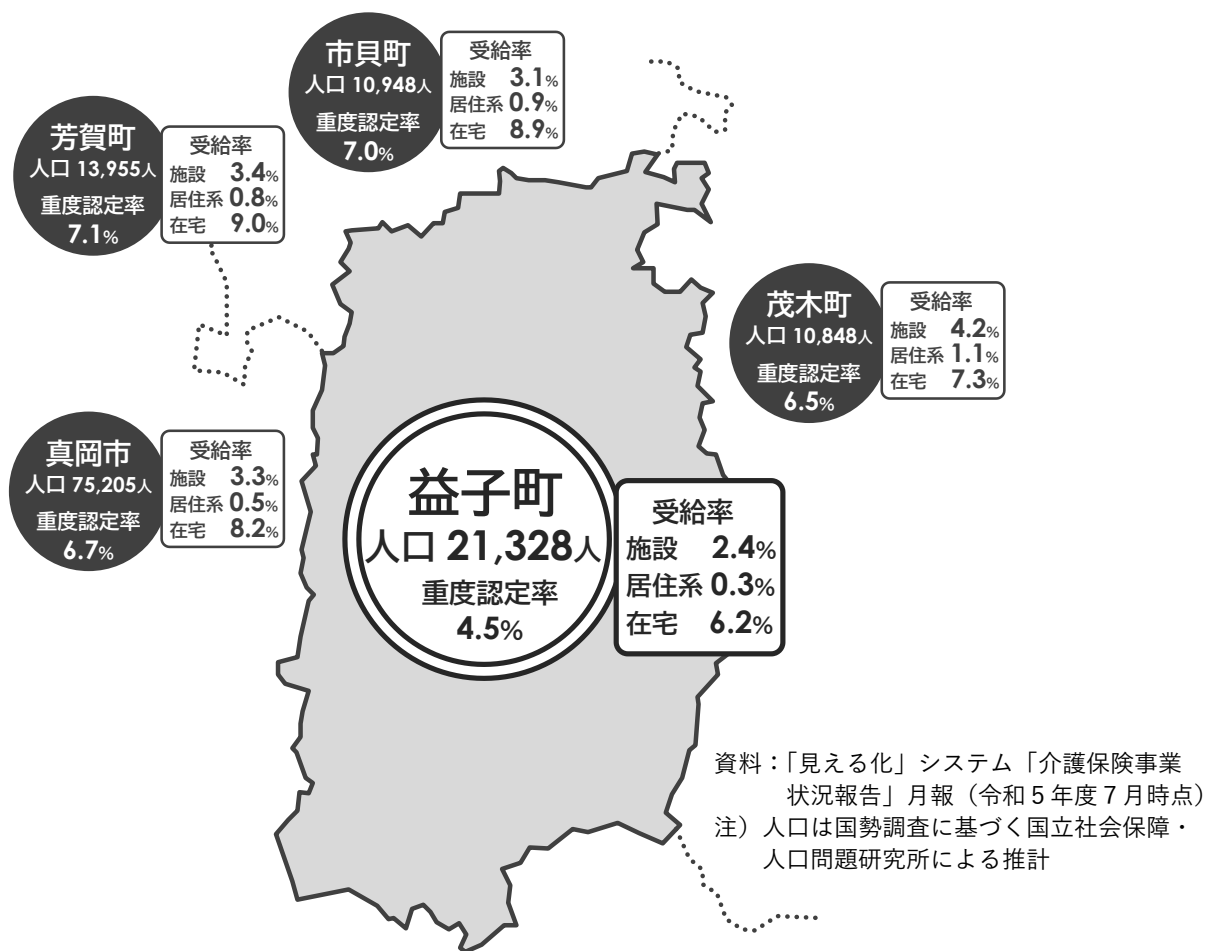 市貝町
人口 10,948人
重度認定率
7.0%
受給率
施設 3.1%
居住系 0.9%
在宅 8.9%
芳賀町
人口 13,955人
重度認定率
7.1%
受給率
施設 3.4%
居住系 0.8%
在宅 9.0%
茂木町
人口 10,848人
重度認定率
6.5%
受給率
施設 4.2%
居住系 1.1%
在宅 7.3%
真岡市
人口 75,205人
重度認定率
6.7%
受給率
施設 3.3%
居住系 0.5%
在宅 8.2%
益子町
人口 21,328人
重度認定率
4.5%
受給率
施設 2.4%
居住系 0.3%
在宅 6.2%
資料：「見える化」システム「介護保険事業
状況報告」月報（令和５年度７月時点）
注）人口は国勢調査に基づく国立社会保障・
人口問題研究所による推計